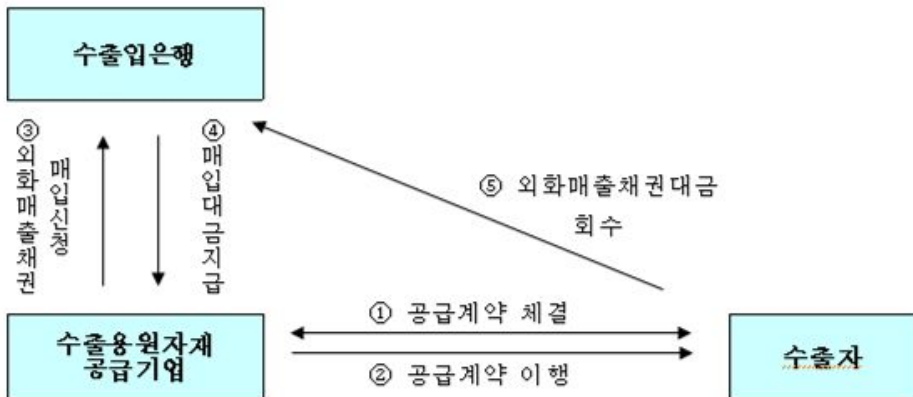 수출입은행
③ 외화매출채권
매입신청
④ 매입대금지급
⑤ 외화매출채권대금
회수
① 공급계약 체결
수출용원자재
공급기업
② 공급계약 이행
수출자